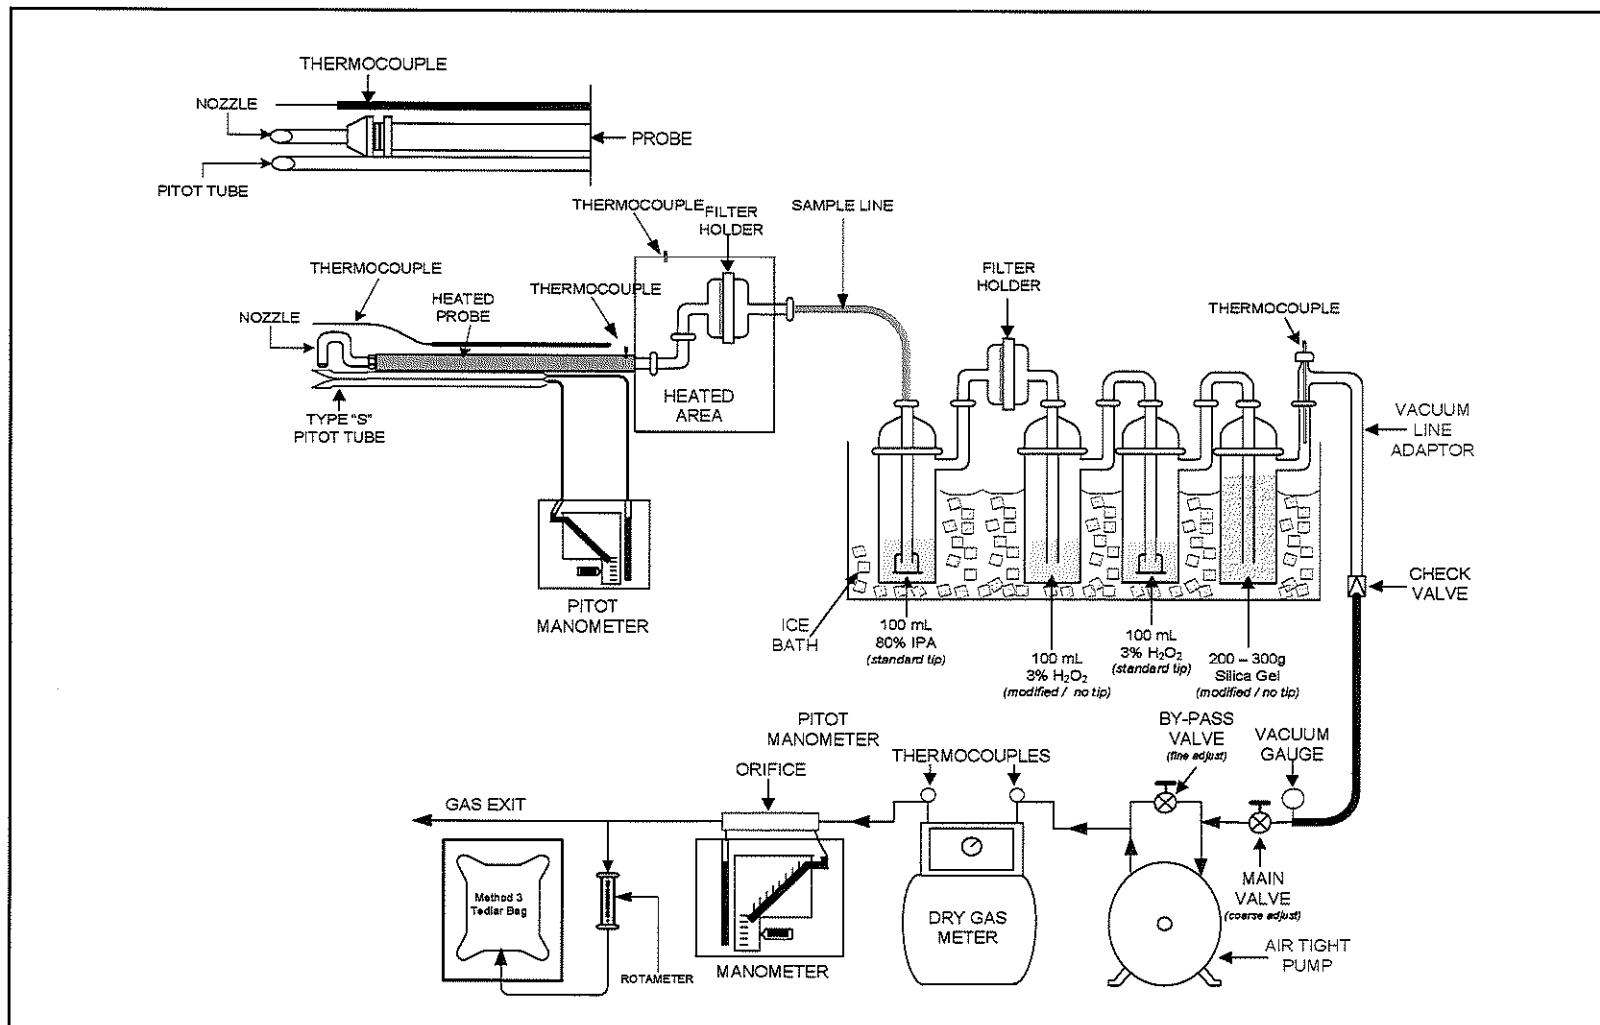 THERMOCOUPLE
NOZZLE
PROBE
PITOT TUBE
THERMOCOUPLE
FILTER
HOLDER
SAMPLE LINE
THERMOCOUPLE
HEATED
PROBE
THERMOCOUPLE
NOZZLE
FILTER
HOLDER
THERMOCOUPLE
HEATED
AREA
TYPE "S"
PITOT TUBE
VACUUM
LINE
ADAPTOR
PITOT
MANOMETER
ICE
BATH
100 mL
80% IPA
(standard tip)
100 mL
3% H₂O₂
(modified / no tip)
100 mL
3% H₂O₂
(standard tip)
200 – 300g
Silica Gel
(modified / no tip)
CHECK
VALVE
PITOT
MANOMETER
ORIFICE
THERMOCOUPLES
BY-PASS
VALVE
(fine adjust)
VACUUM
GAUGE
GAS EXIT
Method 3
Tedlar Bag
ROTAMETER
MANOMETER
DRY GAS
METER
MAIN
VALVE
(coarse adjust)
AIR TIGHT
PUMP